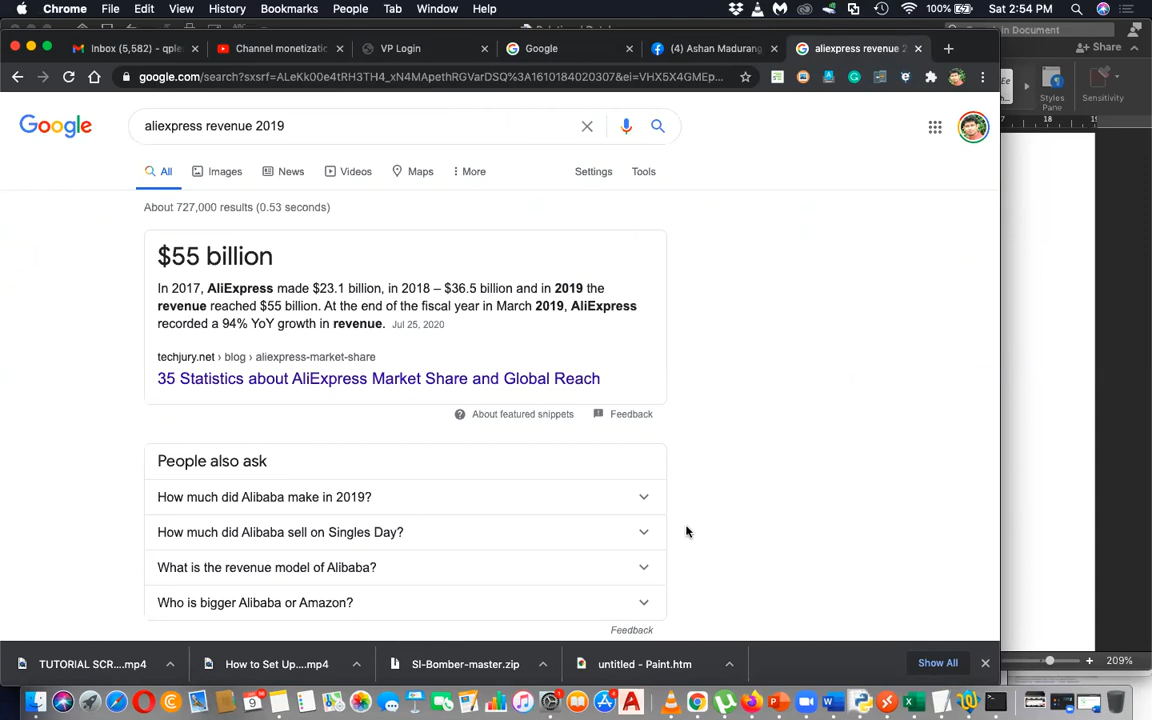 Chrome File Edit View History Bookmarks People Tab Window Help 100% Sat 2:54 PM
Inbox (5,582) - qples Channel monetizatic VP Login Google (4) Ashan Madurang aliexpress revenue 2
Share
google.com/search?sxsrf=ALeKk00e4tRH3TH4_xN4MApethRGVarDSQ%3A1610184020307&ei=VHX5X4GMEp...
Styles
Pane
Sensitivity
18
Google
aliexpress revenue 2019
All Images News Videos Maps More Settings Tools
About 727,000 results (0.53 seconds)
$55 billion
In 2017, AliExpress made $23.1 billion, in 2018 – $36.5 billion and in 2019 the
revenue reached $55 billion. At the end of the fiscal year in March 2019, AliExpress
recorded a 94% YoY growth in revenue. Jul 25, 2020
techjury.net › blog › aliexpress-market-share
35 Statistics about AliExpress Market Share and Global Reach
About featured snippets Feedback
People also ask
How much did Alibaba make in 2019?
How much did Alibaba sell on Singles Day?
What is the revenue model of Alibaba?
Who is bigger Alibaba or Amazon?
Feedback
TUTORIAL SCR....mp4 How to Set Up....mp4 SI-Bomber-master.zip untitled - Paint.htm Show All
209%